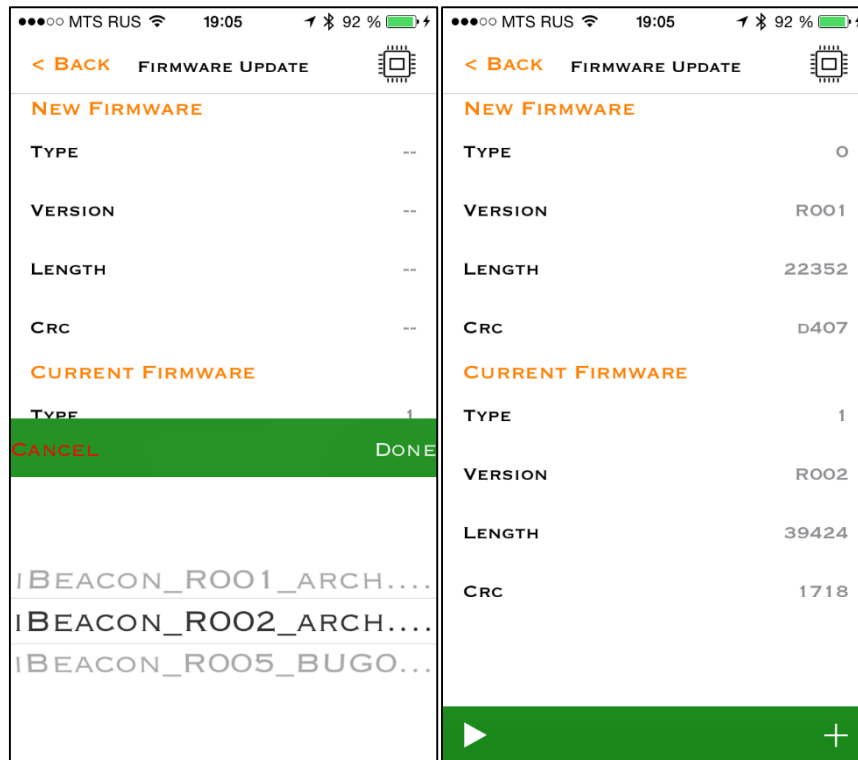 MTS RUS 19:05 92 %
< BACK FIRMWARE UPDATE
NEW FIRMWARE
TYPE --
VERSION --
LENGTH --
CRC --
CURRENT FIRMWARE
TYPE 1
CANCEL DONE
IBEACON_R001_ARCH....
IBEACON_R002_ARCH....
IBEACON_R005_BUGO...
MTS RUS 19:05 92 %
< BACK FIRMWARE UPDATE
NEW FIRMWARE
TYPE 0
VERSION R001
LENGTH 22352
CRC D407
CURRENT FIRMWARE
TYPE 1
VERSION R002
LENGTH 39424
CRC 1718